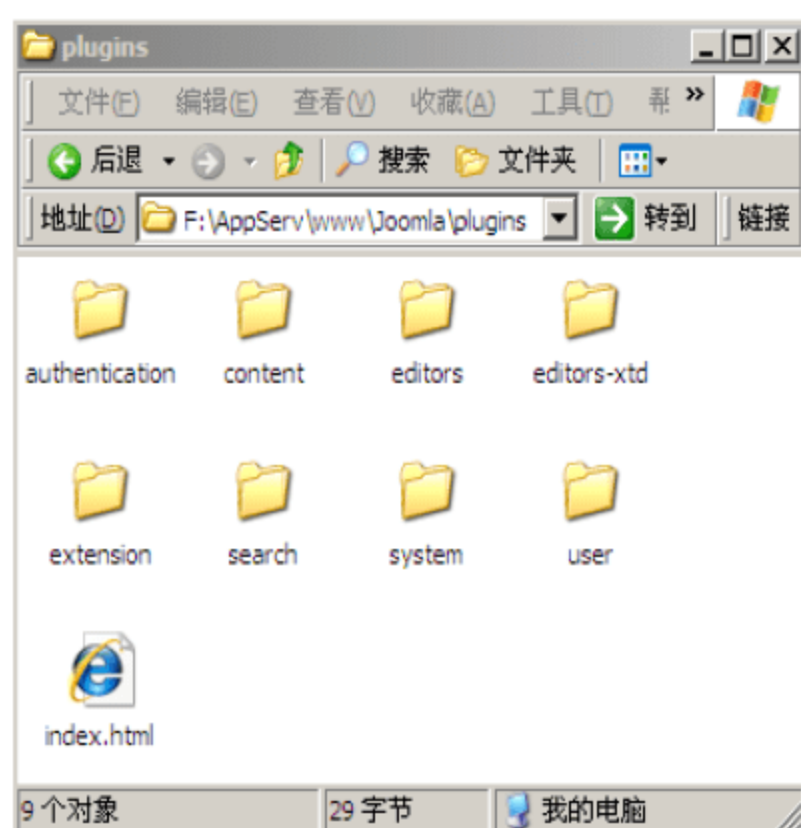 plugins
文件(F) 编辑(E) 查看(V) 收藏(A) 工具(T) »
后退 搜索 文件夹
地址(D) F:\AppServ\www\Joomla\plugins 转到 链接
authentication content editors editors-xtd
extension search system user
index.html
9 个对象 29 字节 我的电脑